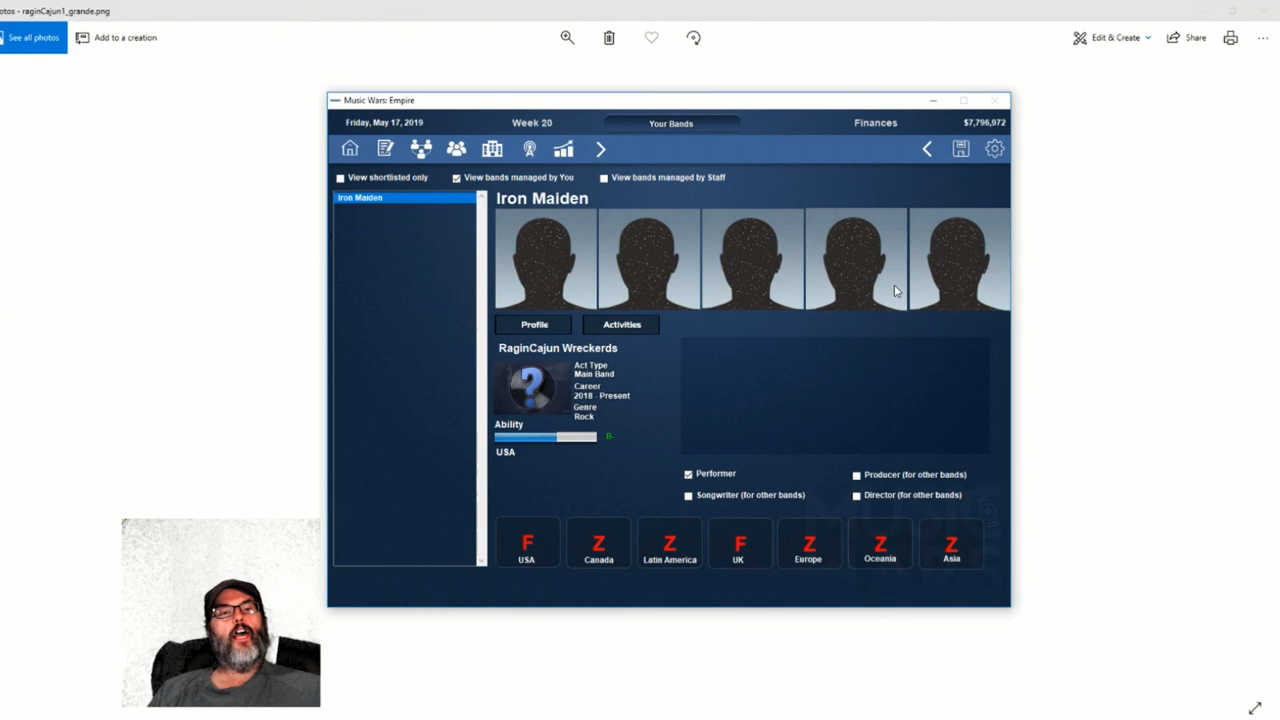 otos - raginCajun1_grande.png
See all photos
Add to a creation
Edit & Create
Share
Music Wars: Empire
Friday, May 17, 2019
Week 20
Your Bands
Finances
$7,796,972
View shortlisted only
View bands managed by You
View bands managed by Staff
Iron Maiden
Iron Maiden
Profile
Activities
RaginCajun Wreckerds
Act Type
Main Band
Career
2018 - Present
Genre
Rock
Ability
B-
USA
Performer
Producer (for other bands)
Songwriter (for other bands)
Director (for other bands)
F
USA
Z
Canada
Z
Latin America
F
UK
Z
Europe
Z
Oceania
Z
Asia